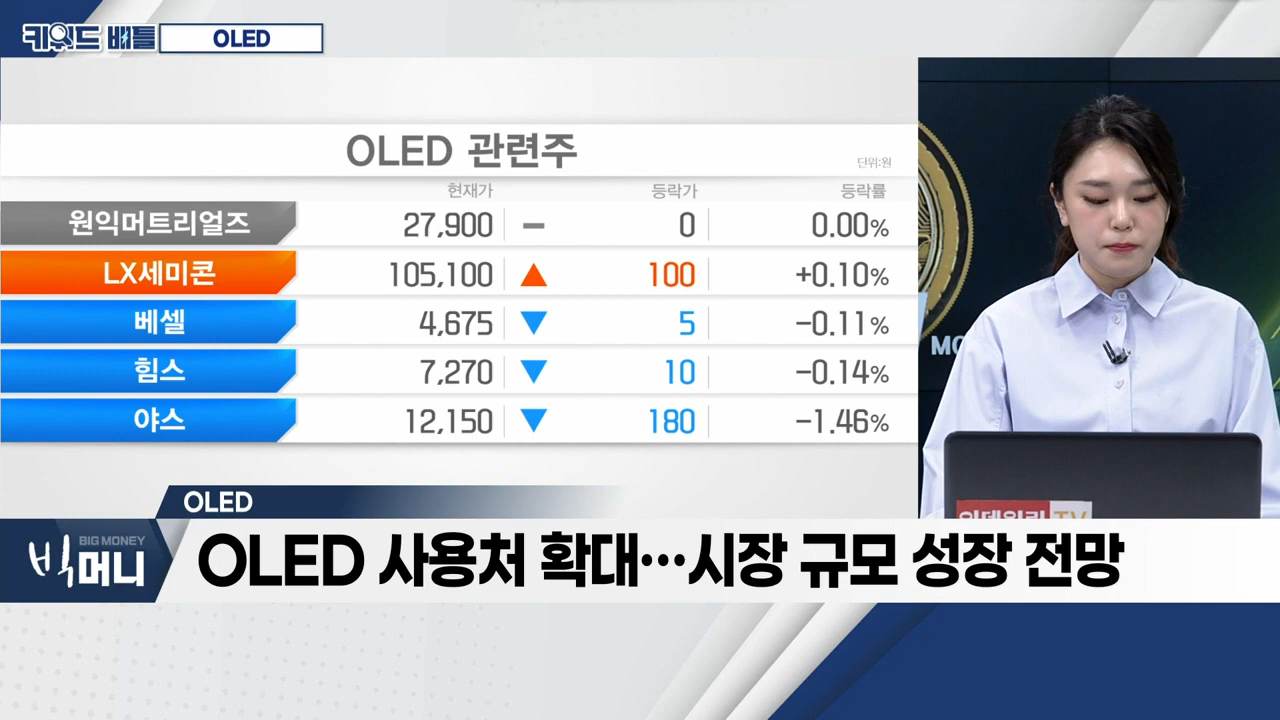 키워드 배틀
OLED
OLED 관련주
단위:원
현재가 등락가 등락률
원익머트리얼즈 27,900 – 0 0.00%
LX세미콘 105,100 ▲ 100 +0.10%
베셀 4,675 ▼ 5 -0.11%
힘스 7,270 ▼ 10 -0.14%
야스 12,150 ▼ 180 -1.46%
OLED
BIG MONEY
빅머니
OLED 사용처 확대…시장 규모 성장 전망